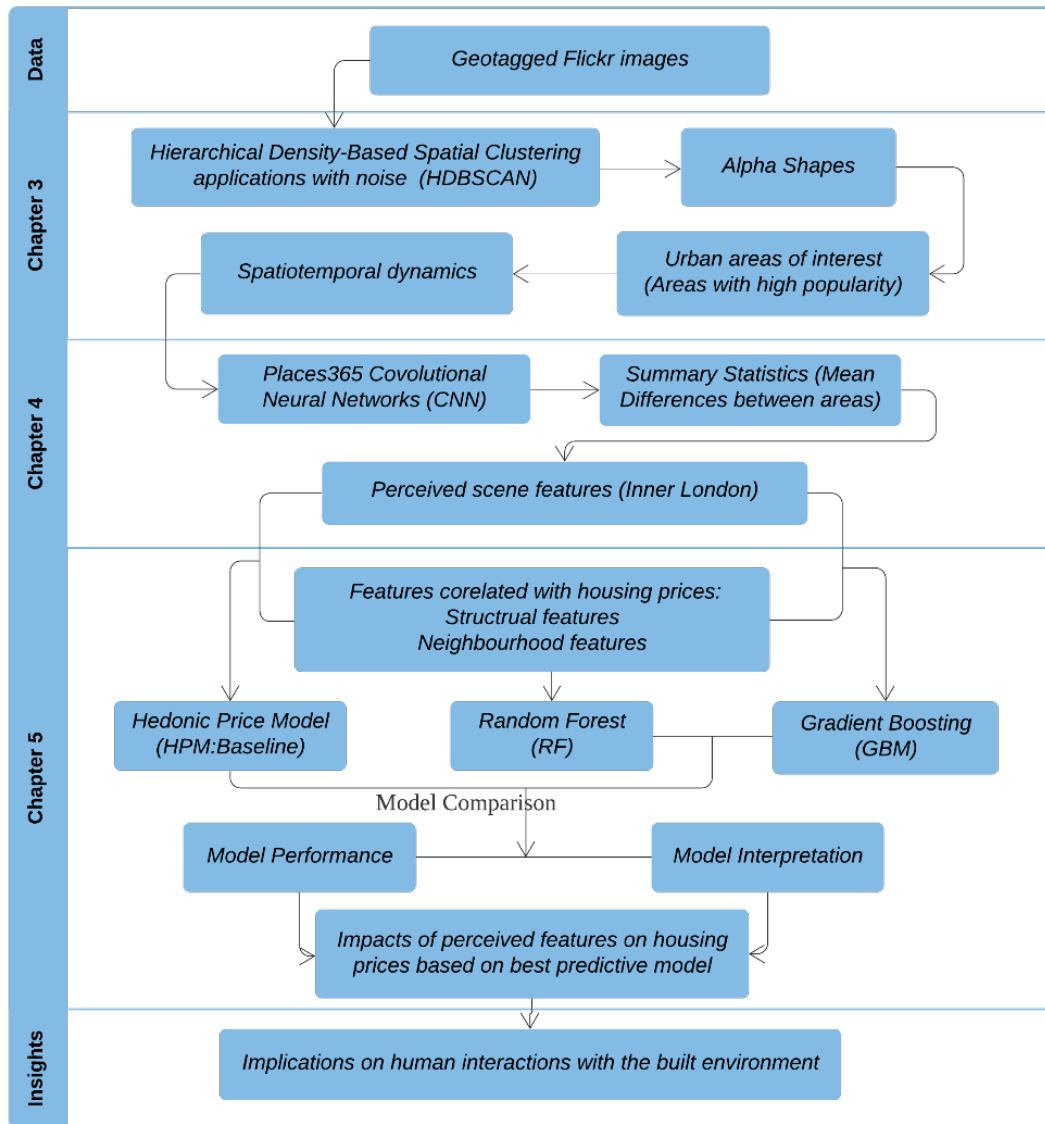 Data
Geotagged Flickr images
Chapter 3
Hierarchical Density-Based Spatial Clustering
applications with noise (HDBSCAN)
Alpha Shapes
Spatiotemporal dynamics
Urban areas of interest
(Areas with high popularity)
Chapter 4
Places365 Covolutional
Neural Networks (CNN)
Summary Statistics (Mean
Differences between areas)
Perceived scene features (Inner London)
Chapter 5
Features corelated with housing prices:
Structrual features
Neighbourhood features
Hedonic Price Model
(HPM:Baseline)
Random Forest
(RF)
Gradient Boosting
(GBM)
Model Comparison
Model Performance
Model Interpretation
Impacts of perceived features on housing
prices based on best predictive model
Insights
Implications on human interactions with the built environment